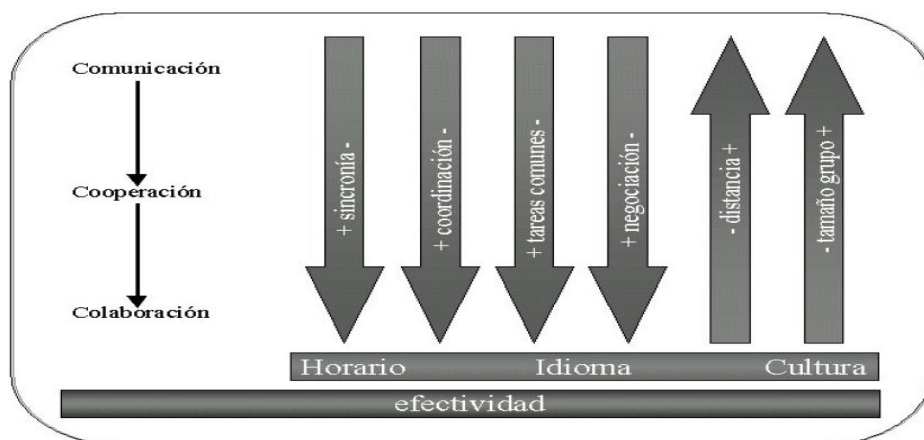 Comunicación
Cooperación
Colaboración
+ sincronía -
+ coordinación -
+ tareas comunes -
+ negociación -
- distancia +
- tamaño grupo +
Horario Idioma Cultura
efectividad